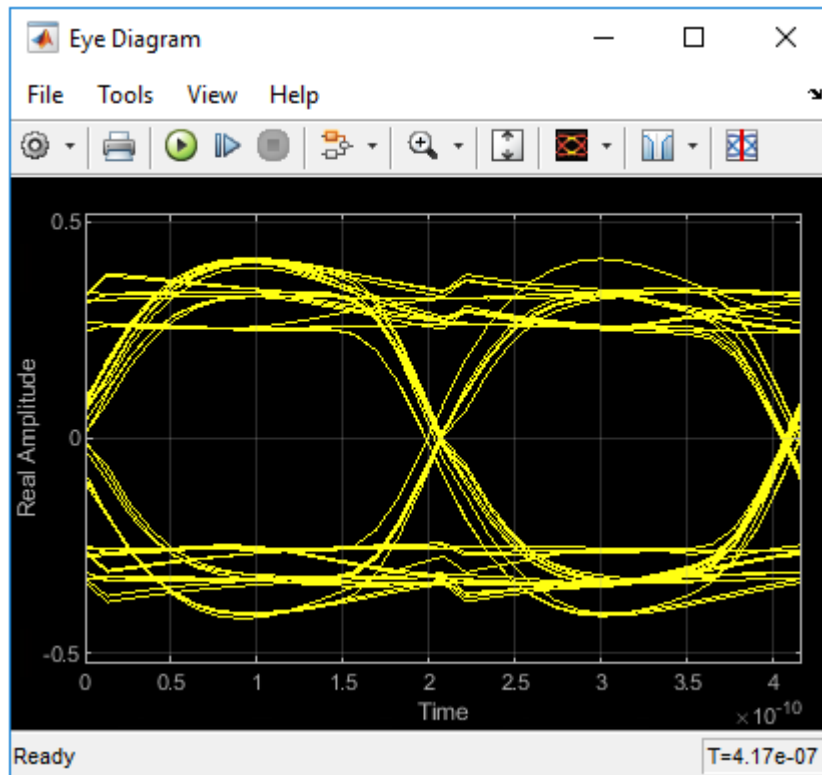 Eye Diagram
File Tools View Help
0.5
0
-0.5
Real Amplitude
0 0.5 1 1.5 2 2.5 3 3.5 4
Time
×10⁻¹⁰
Ready T=4.17e-07